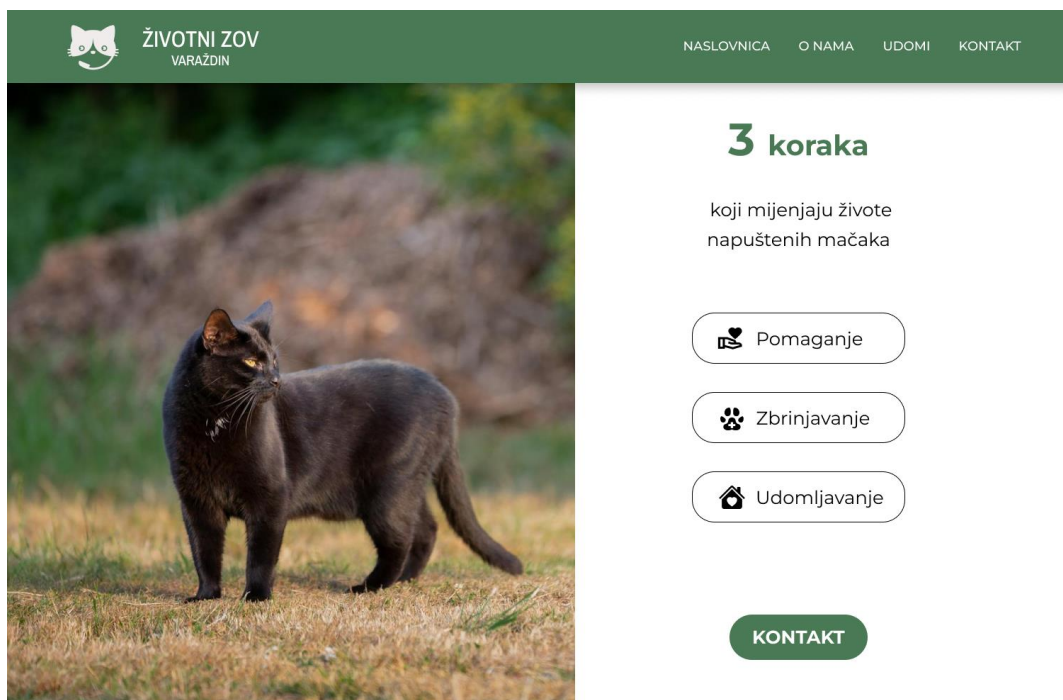 ŽIVOTNI ZOV
VARAŽDIN
NASLOVNICA O NAMA UDOMI KONTAKT
3 koraka
koji mijenjaju živote
napuštenih mačaka
Pomaganje
Zbrinjavanje
Udomljavanje
KONTAKT